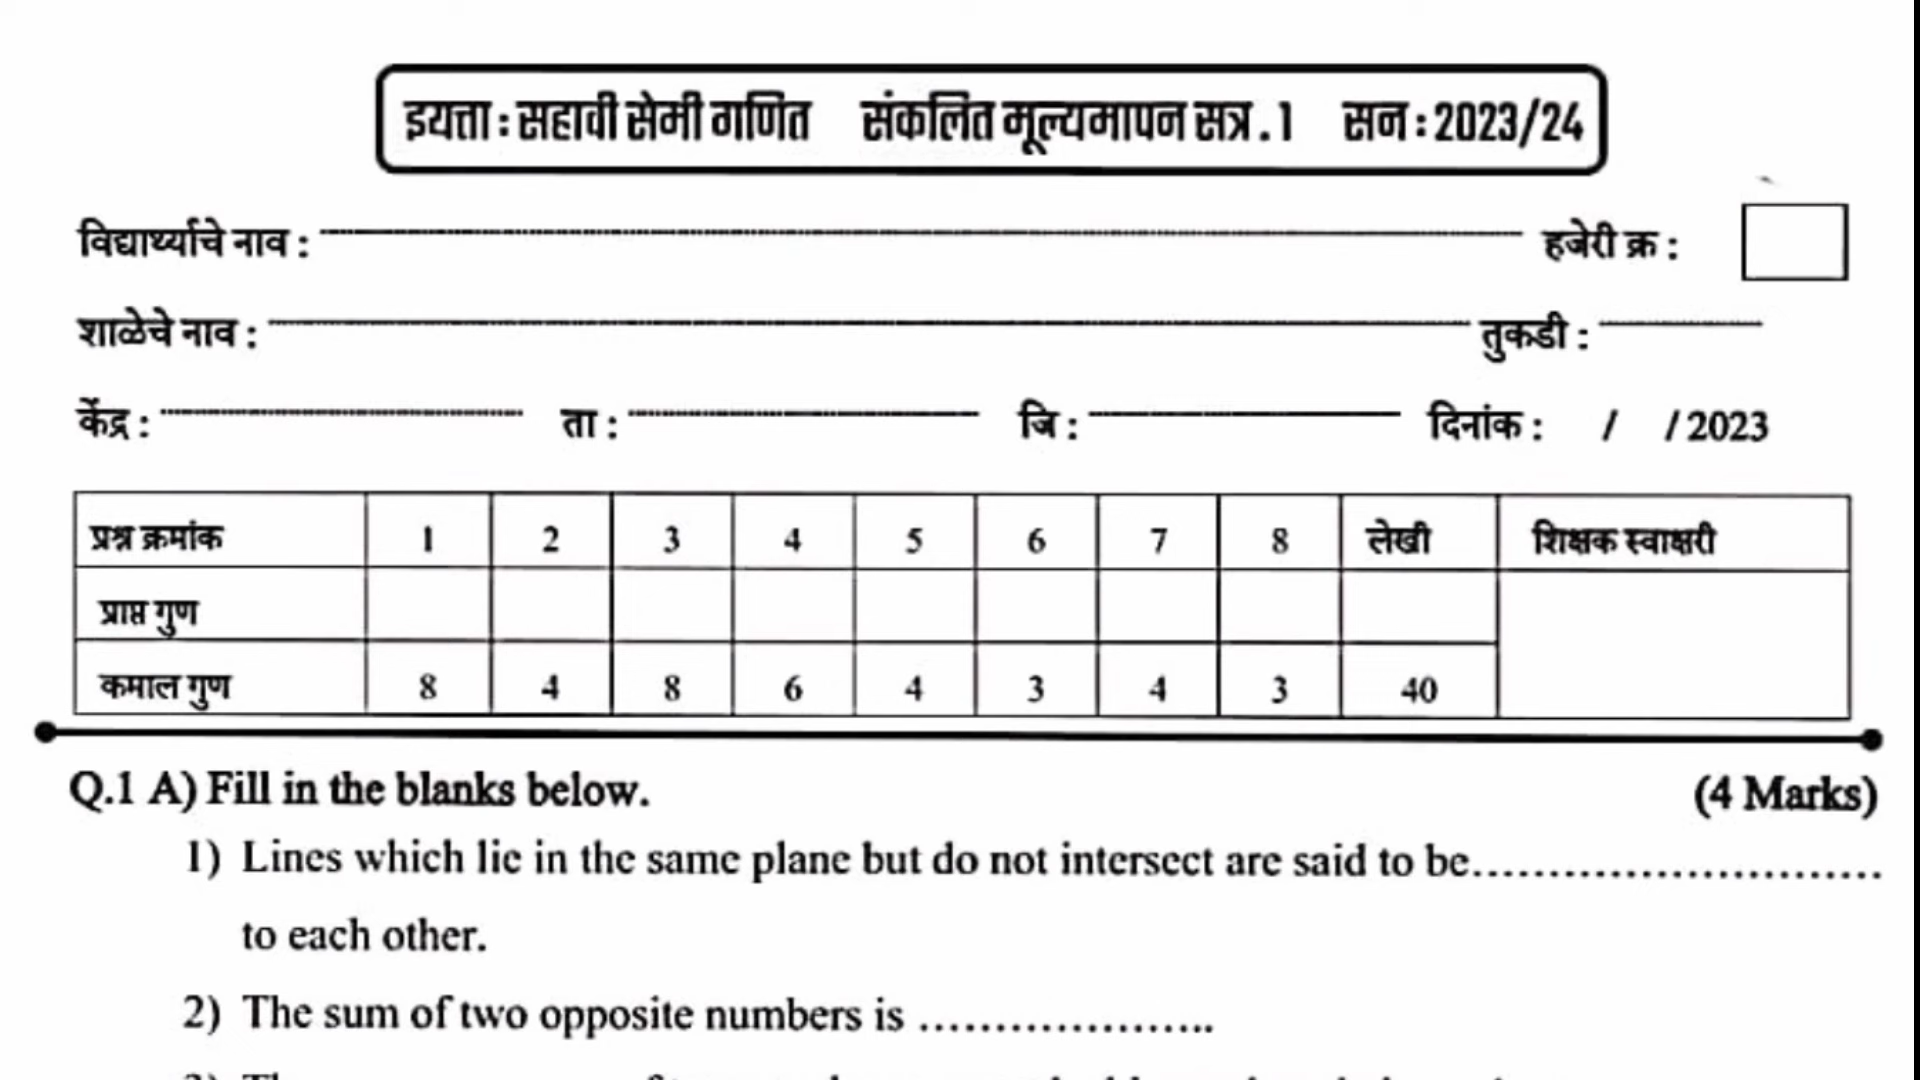 इयत्ता : सहावी सेमी गणित संकलित मूल्यमापन सत्र . 1 सन : 2023/24
विद्यार्थ्याचे नाव : हजेरी क्र :
शाळेचे नाव : तुकडी :
केंद्र : ता : जि : दिनांक : / / 2023
प्रश्न क्रमांक 1 2 3 4 5 6 7 8 लेखी शिक्षक स्वाक्षरी
प्राप्त गुण
कमाल गुण 8 4 8 6 4 3 4 3 40
Q.1 A) Fill in the blanks below. (4 Marks)
1) Lines which lie in the same plane but do not intersect are said to be...........................
to each other.
2) The sum of two opposite numbers is ....................